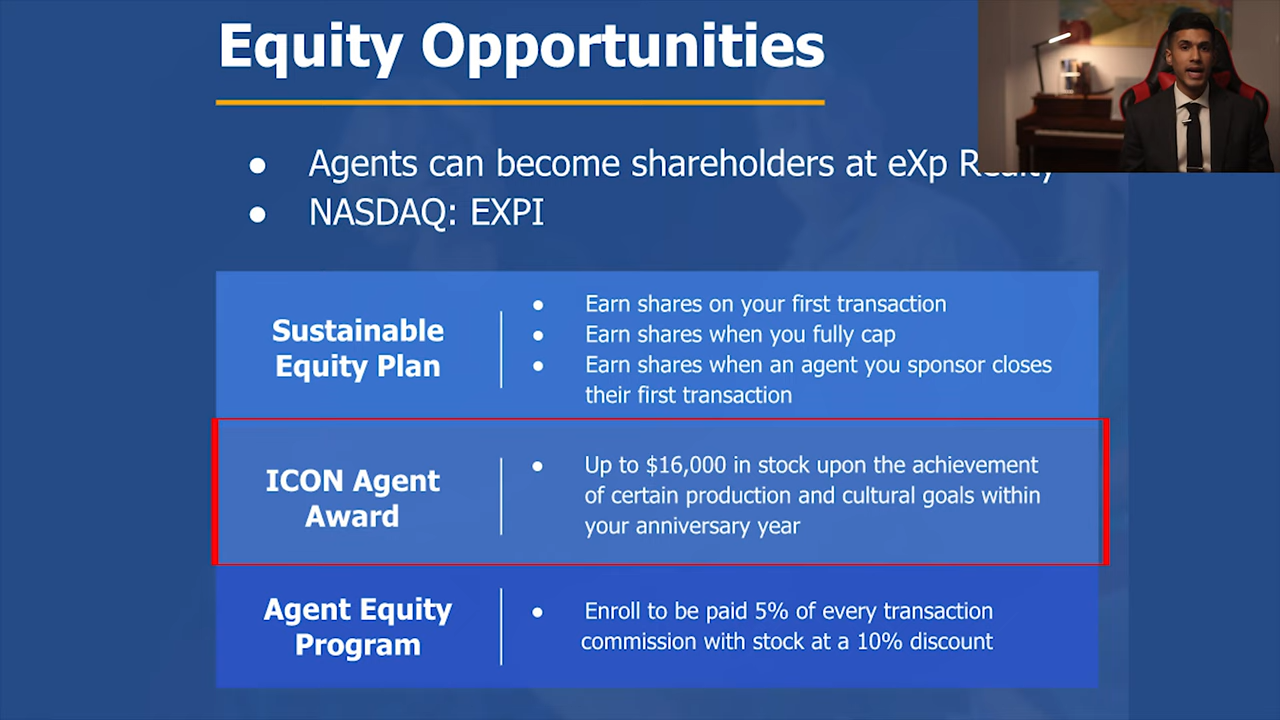 Equity Opportunities
● Agents can become shareholders at eXp Realty
● NASDAQ: EXPI
Sustainable
Equity Plan
● Earn shares on your first transaction
● Earn shares when you fully cap
● Earn shares when an agent you sponsor closes
their first transaction
ICON Agent
Award
● Up to $16,000 in stock upon the achievement
of certain production and cultural goals within
your anniversary year
Agent Equity
Program
● Enroll to be paid 5% of every transaction
commission with stock at a 10% discount